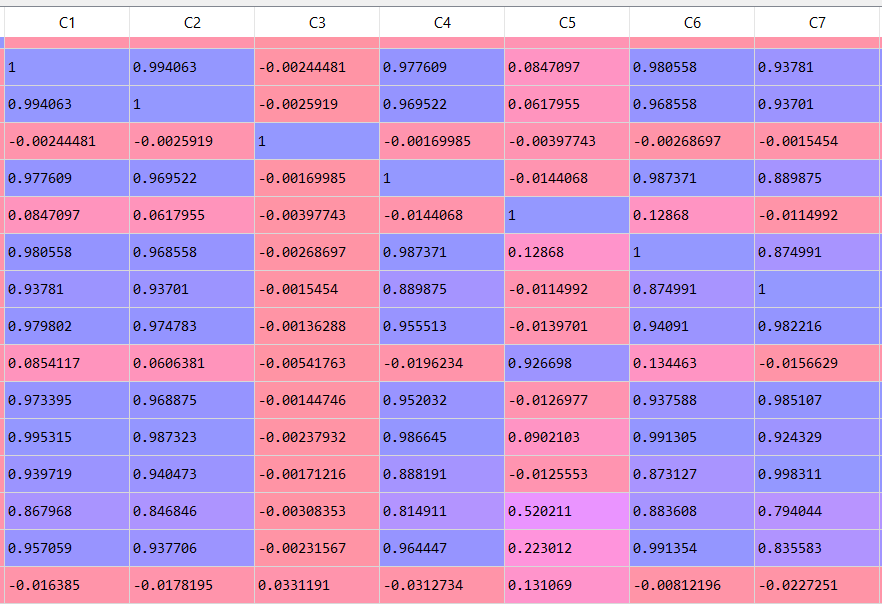 C1 C2 C3 C4 C5 C6 C7
1 0.994063 -0.00244481 0.977609 0.0847097 0.980558 0.93781
0.994063 1 -0.0025919 0.969522 0.0617955 0.968558 0.93701
-0.00244481 -0.0025919 1 -0.00169985 -0.00397743 -0.00268697 -0.0015454
0.977609 0.969522 -0.00169985 1 -0.0144068 0.987371 0.889875
0.0847097 0.0617955 -0.00397743 -0.0144068 1 0.12868 -0.0114992
0.980558 0.968558 -0.00268697 0.987371 0.12868 1 0.874991
0.93781 0.93701 -0.0015454 0.889875 -0.0114992 0.874991 1
0.979802 0.974783 -0.00136288 0.955513 -0.0139701 0.94091 0.982216
0.0854117 0.0606381 -0.00541763 -0.0196234 0.926698 0.134463 -0.0156629
0.973395 0.968875 -0.00144746 0.952032 -0.0126977 0.937588 0.985107
0.995315 0.987323 -0.00237932 0.986645 0.0902103 0.991305 0.924329
0.939719 0.940473 -0.00171216 0.888191 -0.0125553 0.873127 0.998311
0.867968 0.846846 -0.00308353 0.814911 0.520211 0.883608 0.794044
0.957059 0.937706 -0.00231567 0.964447 0.223012 0.991354 0.835583
-0.016385 -0.0178195 0.0331191 -0.0312734 0.131069 -0.00812196 -0.0227251